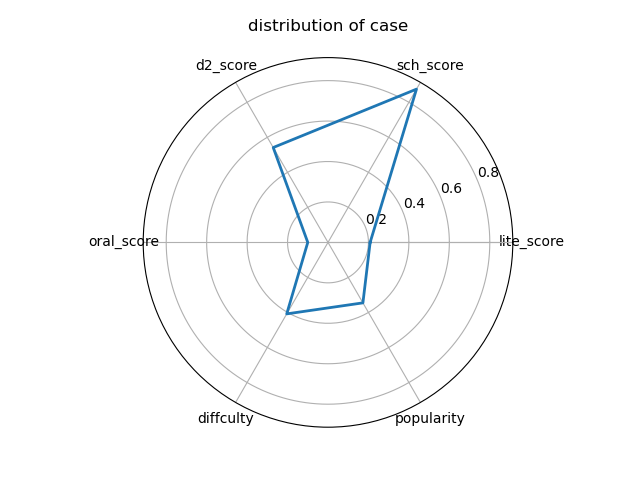 distribution of case
d2_score
sch_score
0.8
0.6
0.4
0.2
oral_score
lite_score
diffculty
popularity